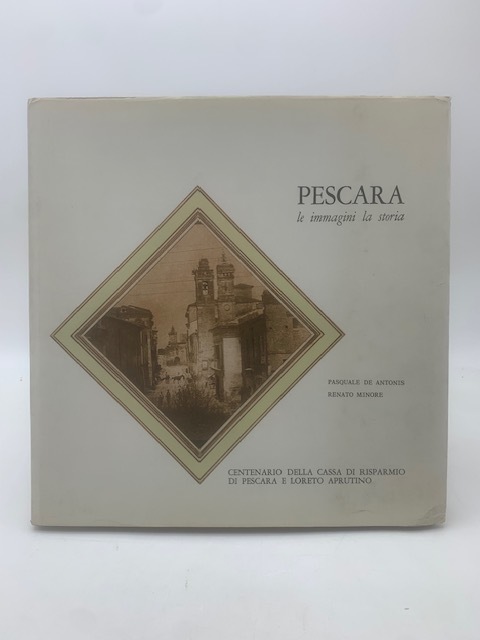 PESCARA
le immagini la storia
PASQUALE DE ANTONIS
RENATO MINORE
CENTENARIO DELLA CASSA DI RISPARMIO
DI PESCARA E LORETO APRUTINO